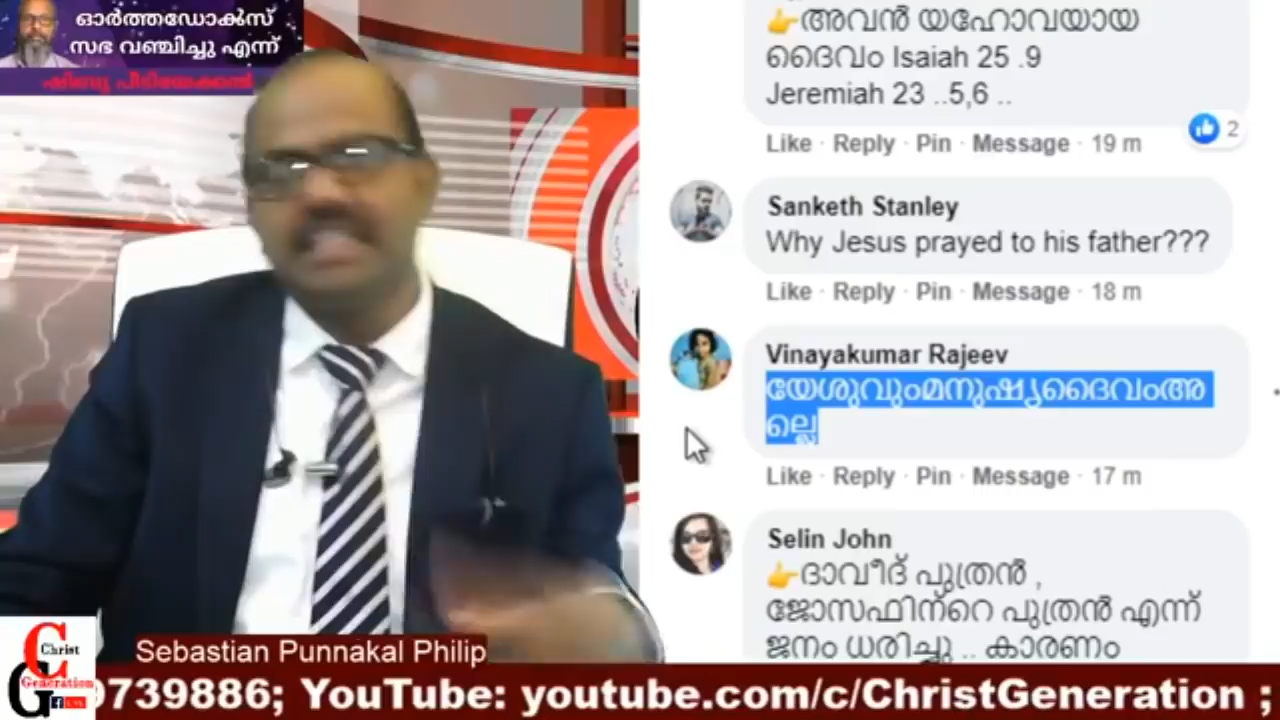 ഓർത്തഡോക്സ്
സഭ വഞ്ചിച്ചു എന്ന്
ഷിബു പീടിയേക്കൽ
👉അവൻ യഹോവയായ
ദൈവം Isaiah 25 .9
Jeremiah 23 ..5,6 ..
2
Like · Reply · Pin · Message · 19 m
Sanketh Stanley
Why Jesus prayed to his father???
Like · Reply · Pin · Message · 18 m
Vinayakumar Rajeev
യേശുവുംമനുഷ്യദൈവംഅ
ല്ലെ
Like · Reply · Pin · Message · 17 m
Selin John
👉ദാവീദ് പുത്രൻ ,
ജോസഫിന്റെ പുത്രൻ എന്ന്
ജനം ധരിച്ചു .. കാരണം
Sebastian Punnakal Philip
Christ
Generation
9739886; YouTube: youtube.com/c/ChristGeneration ;